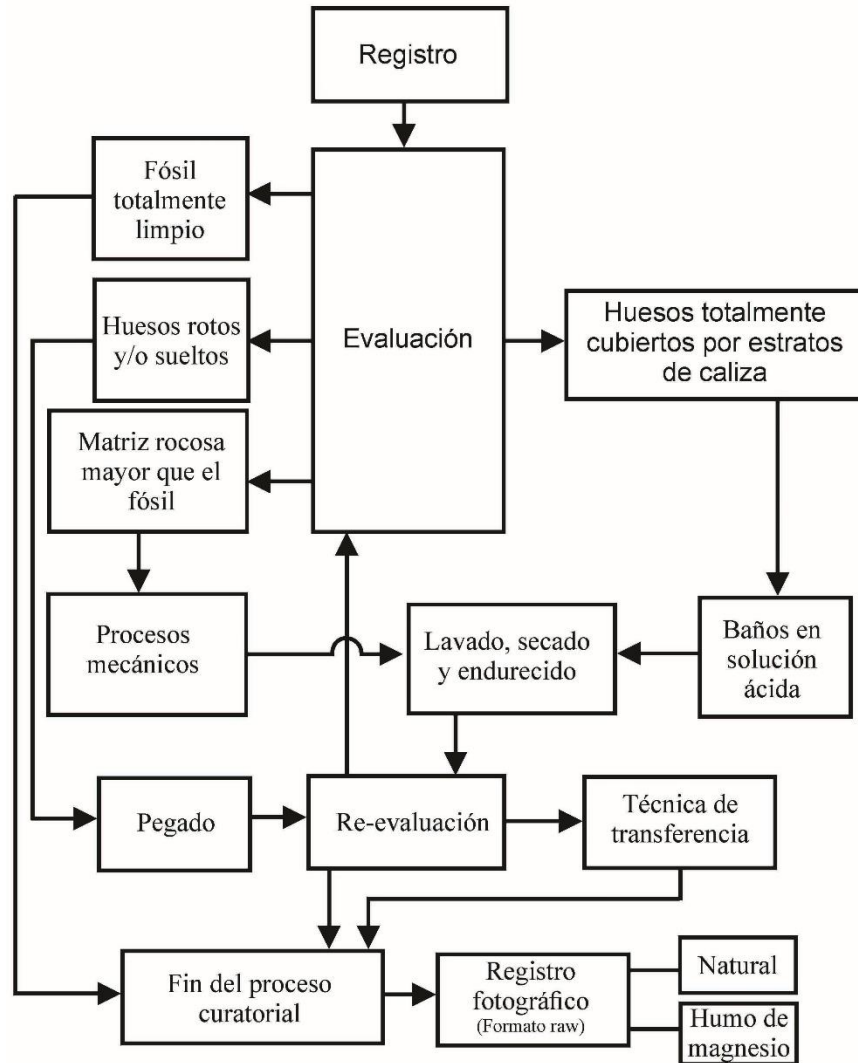 Registro
Fósil
totalmente
limpio
Huesos rotos
y/o sueltos
Evaluación
Huesos totalmente
cubiertos por estratos
de caliza
Matriz rocosa
mayor que el
fósil
Procesos
mecánicos
Lavado, secado
y endurecido
Baños en
solución
ácida
Pegado
Re-evaluación
Técnica de
transferencia
Fin del proceso
curatorial
Registro
fotográfico
(Formato raw)
Natural
Humo de
magnesio